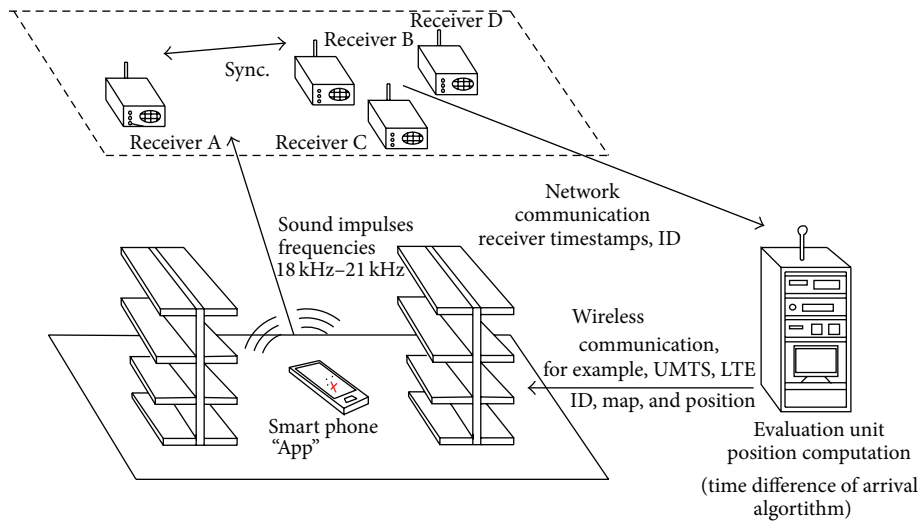 Receiver D
Receiver B
Sync.
Receiver A
Receiver C
Network
communication
receiver timestamps, ID
Sound impulses
frequencies
18 kHz–21 kHz
Wireless
communication,
for example, UMTS, LTE
ID, map, and position
Smart phone
“App”
Evaluation unit
position computation
(time difference of arrival
algortithm)